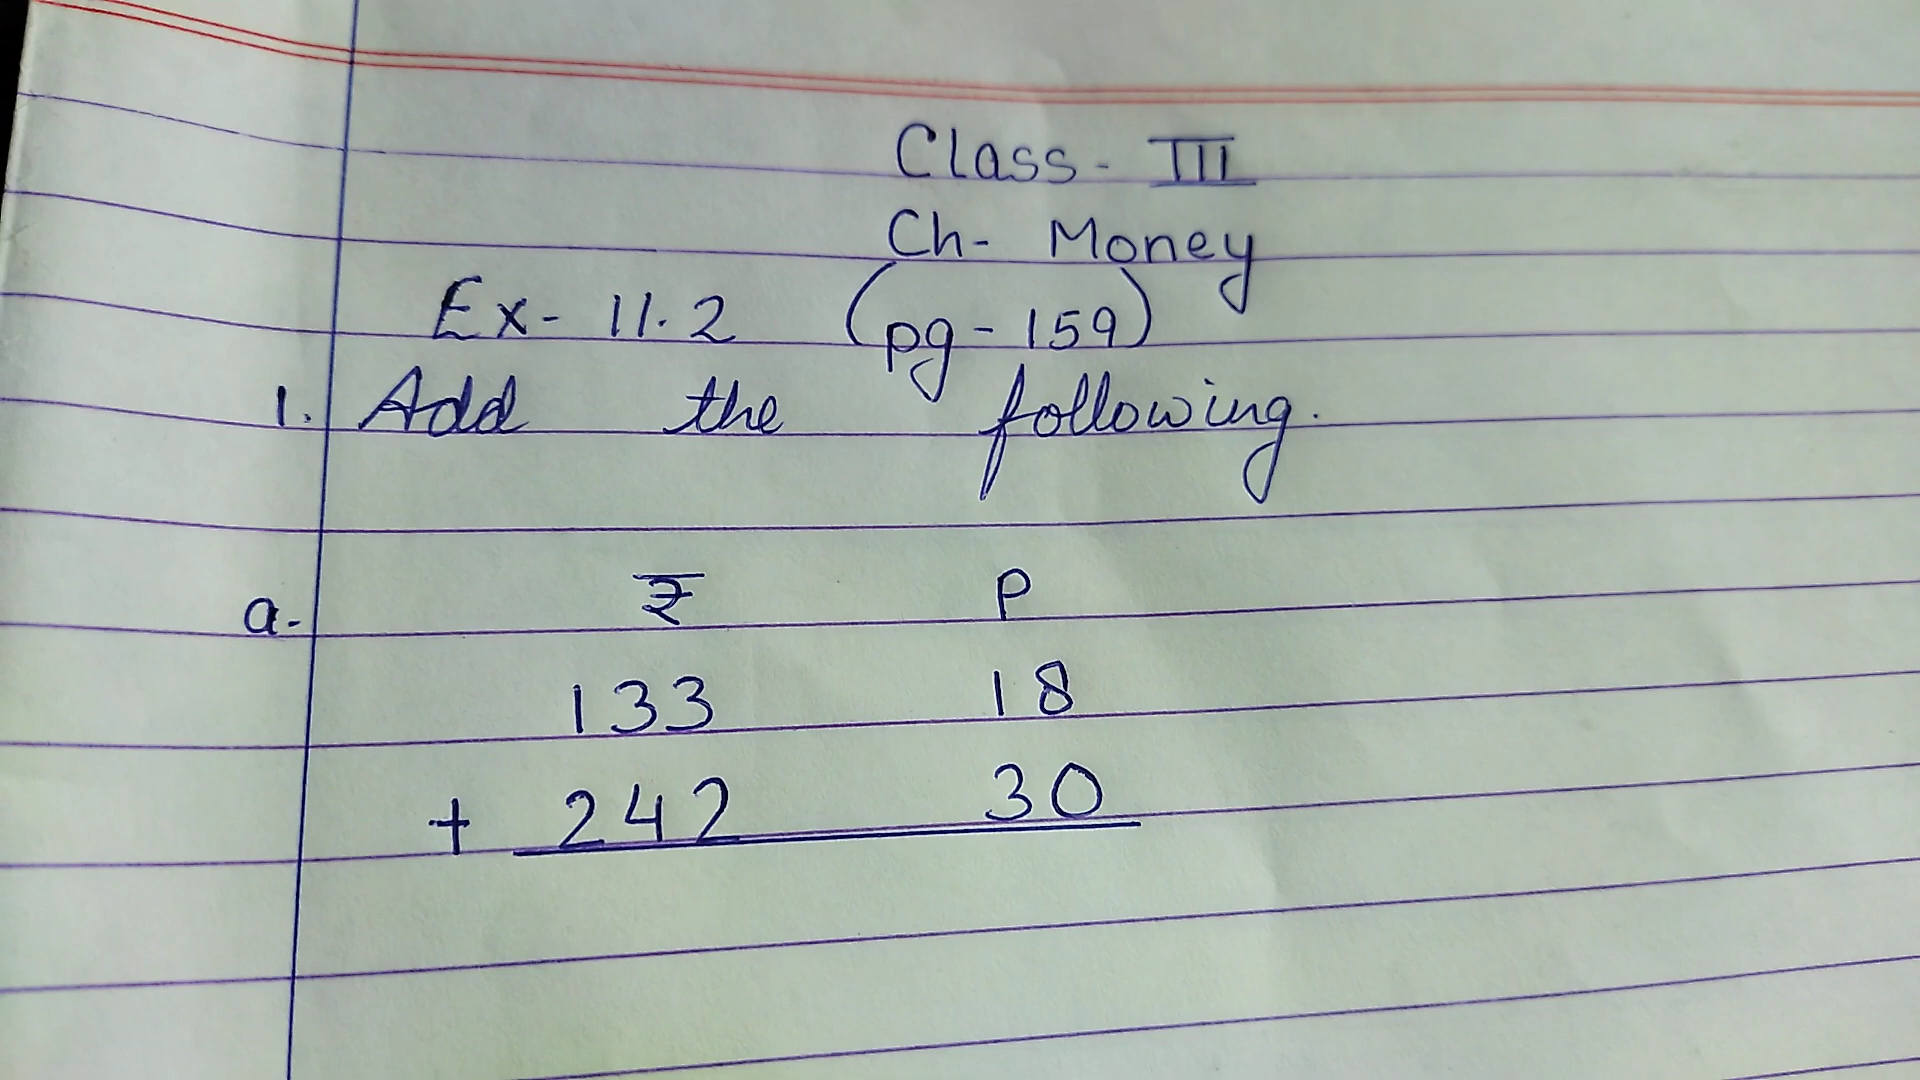 Class- III
Ch- Money
Ex- 11.2 (pg-159)
1. Add the following.
a- ₹ P
133 18
+ 242 30